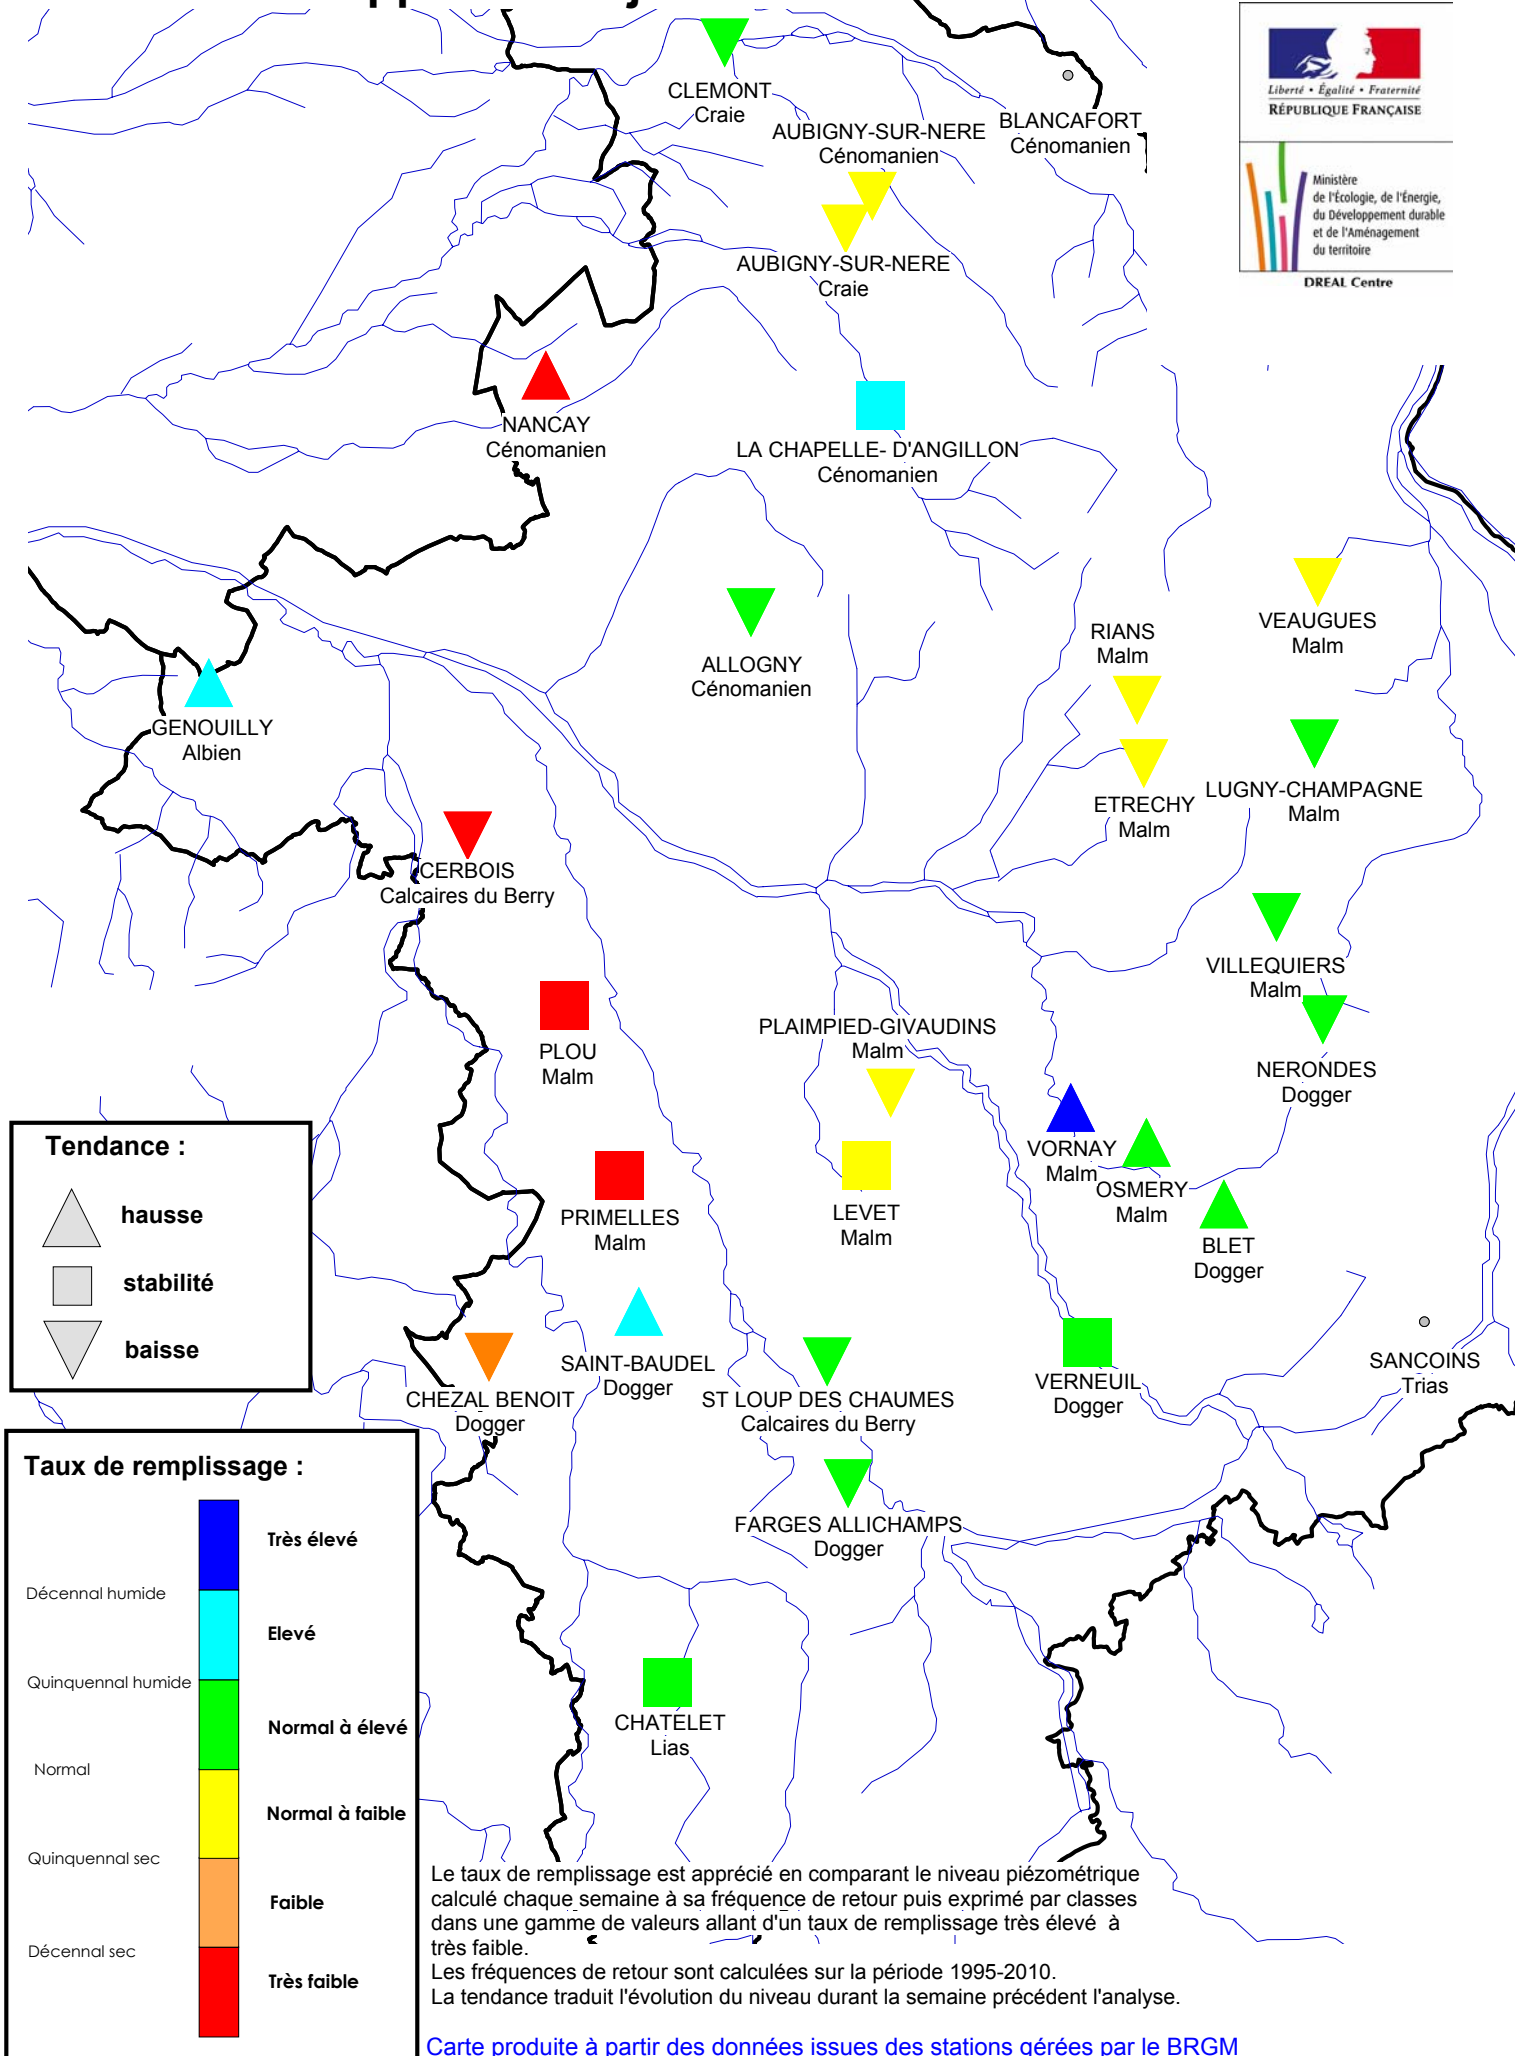 CLEMONT
Craie
AUBIGNY-SUR-NERE
Cénomanien
BLANCAFORT
Cénomanien
Liberté • Égalité • Fraternité
RÉPUBLIQUE FRANÇAISE
Ministère
de l'Écologie, de l'Énergie,
du Développement durable
et de l'Aménagement
du territoire
DREAL Centre
AUBIGNY-SUR-NERE
Craie
NANCAY
Cénomanien
LA CHAPELLE- D'ANGILLON
Cénomanien
VEAUGUES
Malm
RIANS
Malm
ALLOGNY
Cénomanien
GENOUILLY
Albien
ETRECHY
Malm
LUGNY-CHAMPAGNE
Malm
CERBOIS
Calcaires du Berry
VILLEQUIERS
Malm
PLOU
Malm
PLAIMPIED-GIVAUDINS
Malm
NERONDES
Dogger
VORNAY
Malm
OSMERY
Malm
PRIMELLES
Malm
LEVET
Malm
BLET
Dogger
Tendance :
hausse
stabilité
baisse
SAINT-BAUDEL
Dogger
CHEZAL BENOIT
Dogger
ST LOUP DES CHAUMES
Calcaires du Berry
VERNEUIL
Dogger
SANCOINS
Trias
FARGES ALLICHAMPS
Dogger
CHATELET
Lias
Taux de remplissage :
Très élevé
Décennal humide
Elevé
Quinquennal humide
Normal à élevé
Normal
Normal à faible
Quinquennal sec
Faible
Décennal sec
Très faible
Le taux de remplissage est apprécié en comparant le niveau piézométrique
calculé chaque semaine à sa fréquence de retour puis exprimé par classes
dans une gamme de valeurs allant d'un taux de remplissage très élevé à
très faible.
Les fréquences de retour sont calculées sur la période 1995-2010.
La tendance traduit l'évolution du niveau durant la semaine précédent l'analyse.
Carte produite à partir des données issues des stations gérées par le BRGM